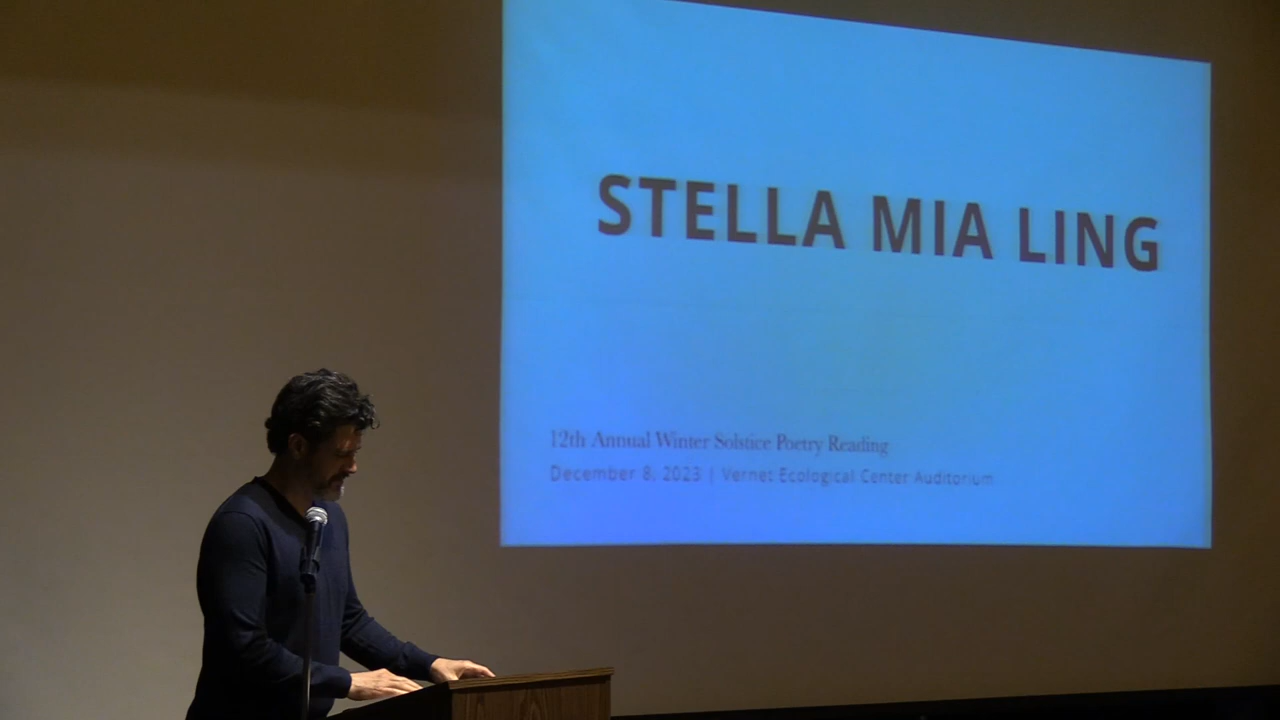 STELLA MIA LING
12th Annual Winter Solstice Poetry Reading
December 8, 2023 | Vernet Ecological Center Auditorium